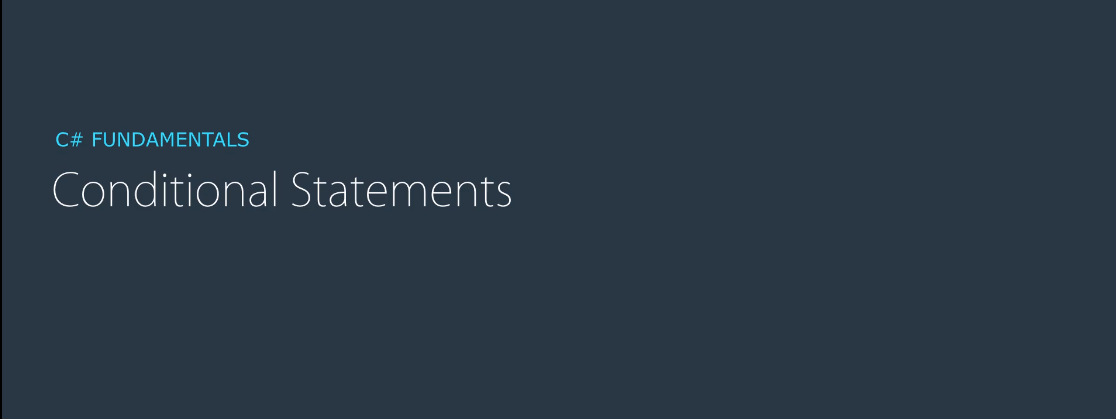 C# FUNDAMENTALS
Conditional Statements